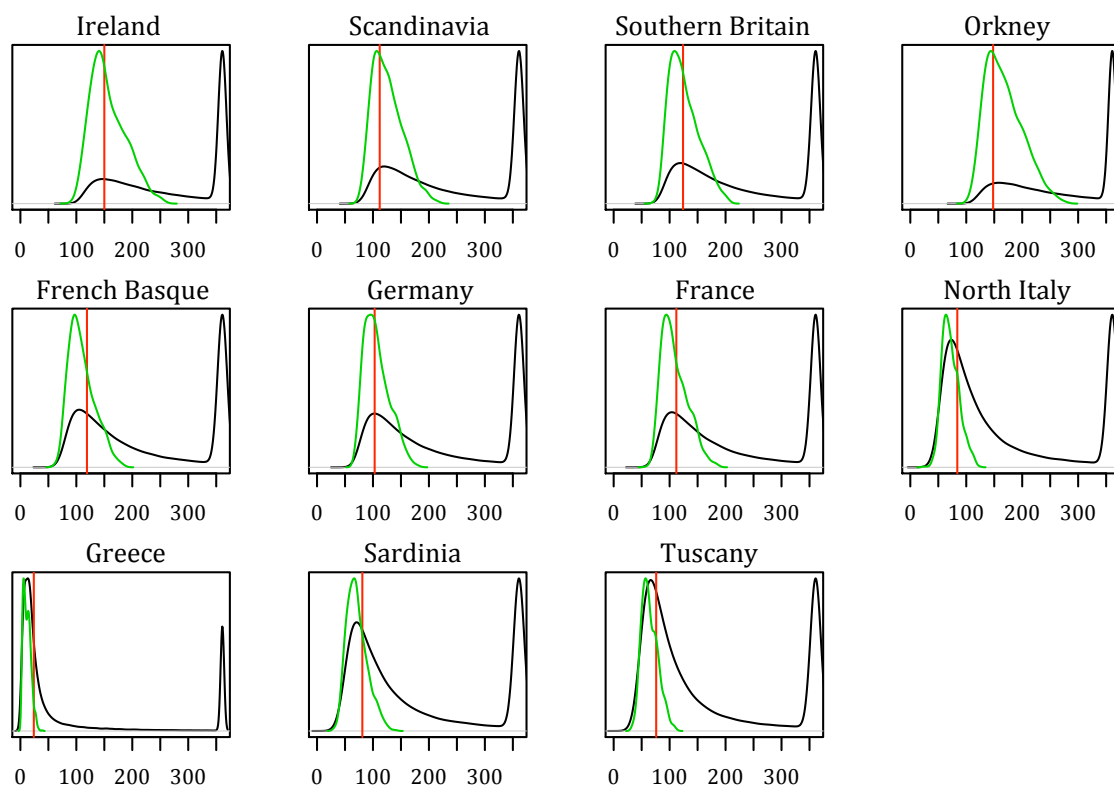 Ireland Scandinavia Southern Britain Orkney
0 100 200 300 0 100 200 300 0 100 200 300 0 100 200 300
French Basque Germany France North Italy
0 100 200 300 0 100 200 300 0 100 200 300 0 100 200 300
Greece Sardinia Tuscany
0 100 200 300 0 100 200 300 0 100 200 300